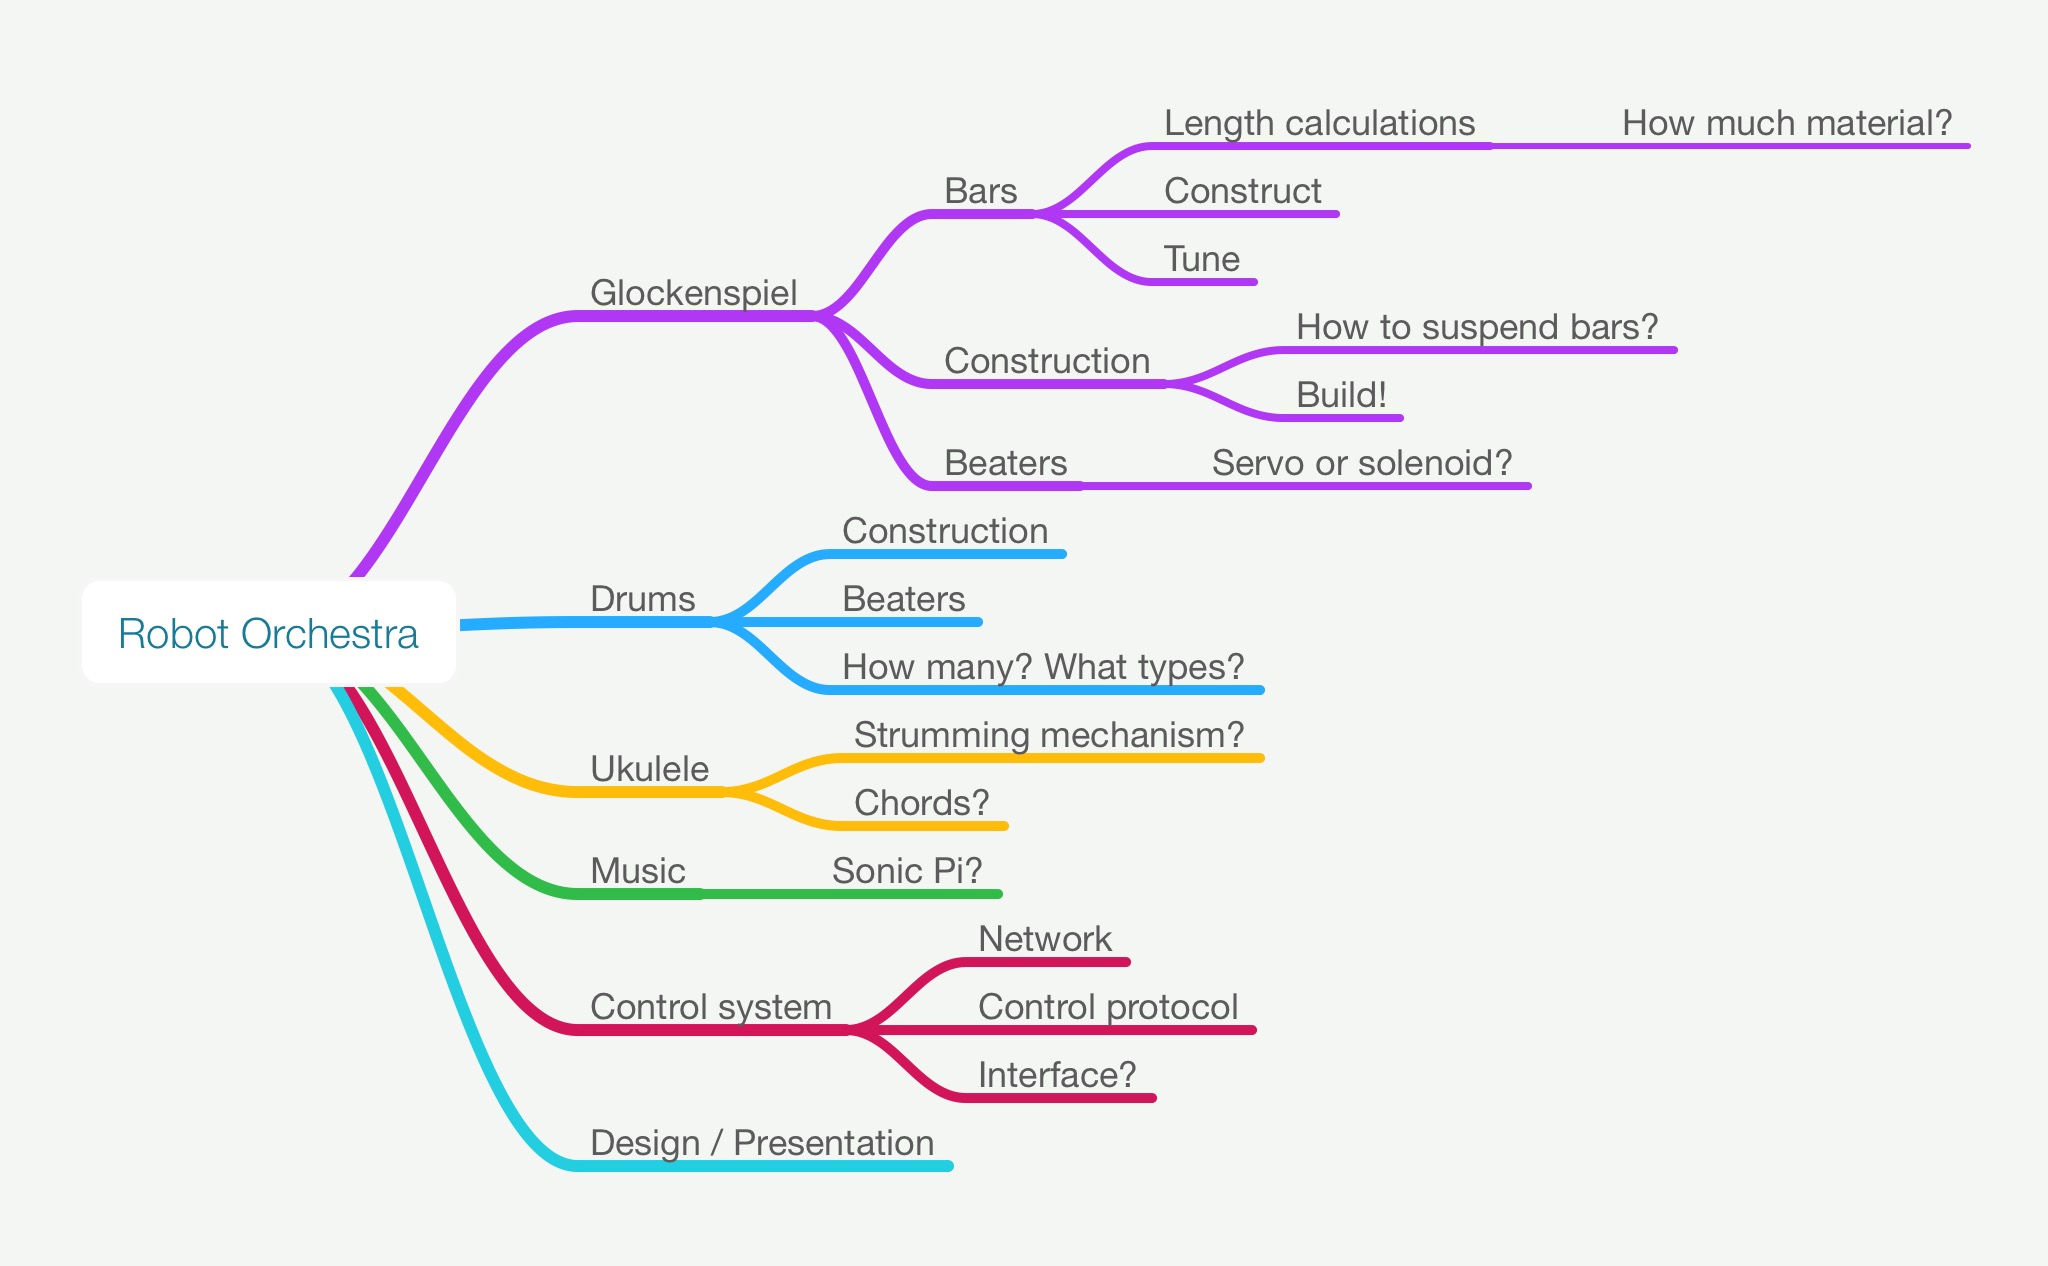 Robot Orchestra
Glockenspiel
Bars
Length calculations
How much material?
Construct
Tune
Construction
How to suspend bars?
Build!
Beaters
Servo or solenoid?
Drums
Construction
Beaters
How many? What types?
Ukulele
Strumming mechanism?
Chords?
Music
Sonic Pi?
Control system
Network
Control protocol
Interface?
Design / Presentation